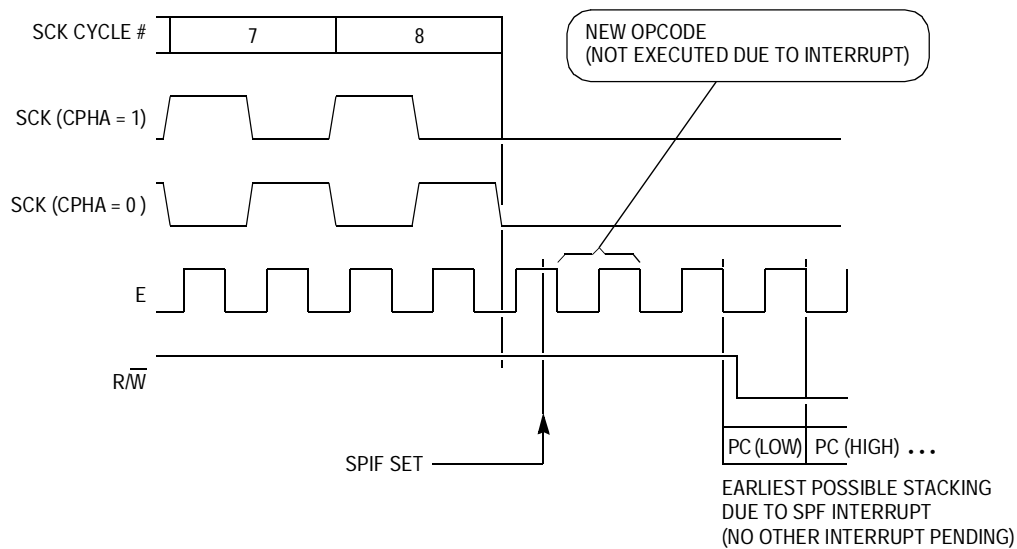 SCK CYCLE #
7
8
NEW OPCODE
(NOT EXECUTED DUE TO INTERRUPT)
SCK (CPHA = 1)
SCK (CPHA = 0 )
E
R/W̅
SPIF SET
PC (LOW)
PC (HIGH) ...
EARLIEST POSSIBLE STACKING
DUE TO SPF INTERRUPT
(NO OTHER INTERRUPT PENDING)